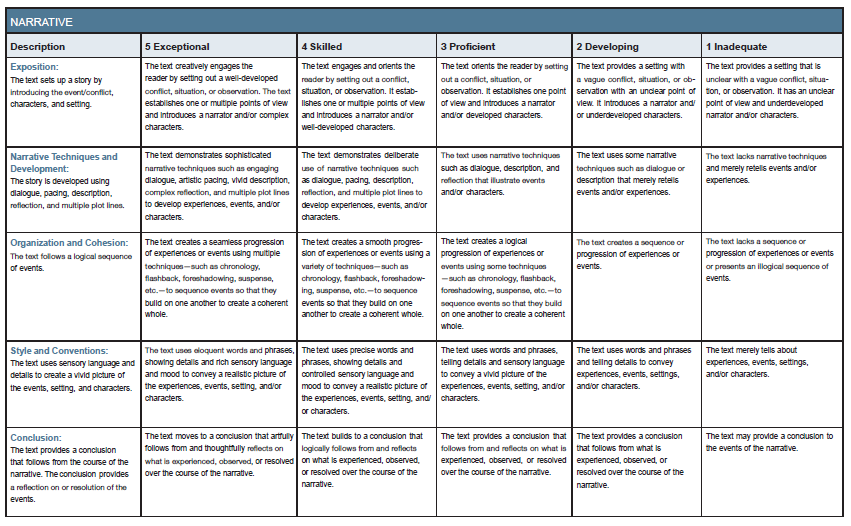 NARRATIVE
Description
5 Exceptional
4 Skilled
3 Proficient
2 Developing
1 Inadequate
Exposition:
The text sets up a story by
introducing the event/conflict,
characters, and setting.
The text creatively engages the
reader by setting out a well-developed
conflict, situation, or observation. The text
establishes one or multiple points of view
and introduces a narrator and/or complex
characters.
The text engages and orients the
reader by setting out a conflict,
situation, or observation. It estab-
lishes one or multiple points of view
and introduces a narrator and/or
well-developed characters.
The text orients the reader by setting
out a conflict, situation, or
observation. It establishes one point
of view and introduces a narrator
and/or developed characters.
The text provides a setting with
a vague conflict, situation, or ob-
servation with an unclear point of
view. It introduces a narrator and/
or underdeveloped characters.
The text provides a setting that is
unclear with a vague conflict, situa-
tion, or observation. It has an unclear
point of view and underdeveloped
narrator and/or characters.
Narrative Techniques and
Development:
The story is developed using
dialogue, pacing, description,
reflection, and multiple plot lines.
The text demonstrates sophisticated
narrative techniques such as engaging
dialogue, artistic pacing, vivid description,
complex reflection, and multiple plot lines
to develop experiences, events, and/or
characters.
The text demonstrates deliberate
use of narrative techniques such
as dialogue, pacing, description,
reflection, and multiple plot lines to
develop experiences, events, and/or
characters.
The text uses narrative techniques
such as dialogue, description, and
reflection that illustrate events
and/or characters.
The text uses some narrative
techniques such as dialogue or
description that merely retells
events and/or experiences.
The text lacks narrative techniques
and merely retells events and/or
experiences.
Organization and Cohesion:
The text follows a logical sequence
of events.
The text creates a seamless progression
of experiences or events using multiple
techniques—such as chronology,
flashback, foreshadowing, suspense,
etc.—to sequence events so that they
build on one another to create a coherent
whole.
The text creates a smooth progres-
sion of experiences or events using a
variety of techniques—such as
chronology, flashback, foreshadow-
ing, suspense, etc.—to sequence
events so that they build on one
another to create a coherent whole.
The text creates a logical
progression of experiences or
events using some techniques
—such as chronology, flashback,
foreshadowing, suspense, etc.—to
sequence events so that they build
on one another to create a coherent
whole.
The text creates a sequence or
progression of experiences or
events.
The text lacks a sequence or
progression of experiences or events
or presents an illogical sequence of
events.
Style and Conventions:
The text uses sensory language and
details to create a vivid picture of
the events, setting, and characters.
The text uses eloquent words and phrases,
showing details and rich sensory language
and mood to convey a realistic picture of
the experiences, events, setting, and/or
characters.
The text uses precise words and
phrases, showing details and
controlled sensory language and
mood to convey a realistic picture of
the experiences, events, setting, and/
or characters.
The text uses words and phrases,
telling details and sensory language
to convey a vivid picture of the
experiences, events, setting, and/or
characters.
The text uses words and phrases
and telling details to convey
experiences, events, settings,
and/or characters.
The text merely tells about
experiences, events, settings,
and/or characters.
Conclusion:
The text provides a conclusion
that follows from the course of the
narrative. The conclusion provides
a reflection on or resolution of the
events.
The text moves to a conclusion that artfully
follows from and thoughtfully reflects on
what is experienced, observed, or resolved
over the course of the narrative.
The text builds to a conclusion that
logically follows from and reflects
on what is experienced, observed,
or resolved over the course of the
narrative.
The text provides a conclusion that
follows from and reflects on what is
experienced, observed, or resolved
over the course of the narrative.
The text provides a conclusion
that follows from what is
experienced, observed, or
resolved over the course of the
narrative.
The text may provide a conclusion to
the events of the narrative.